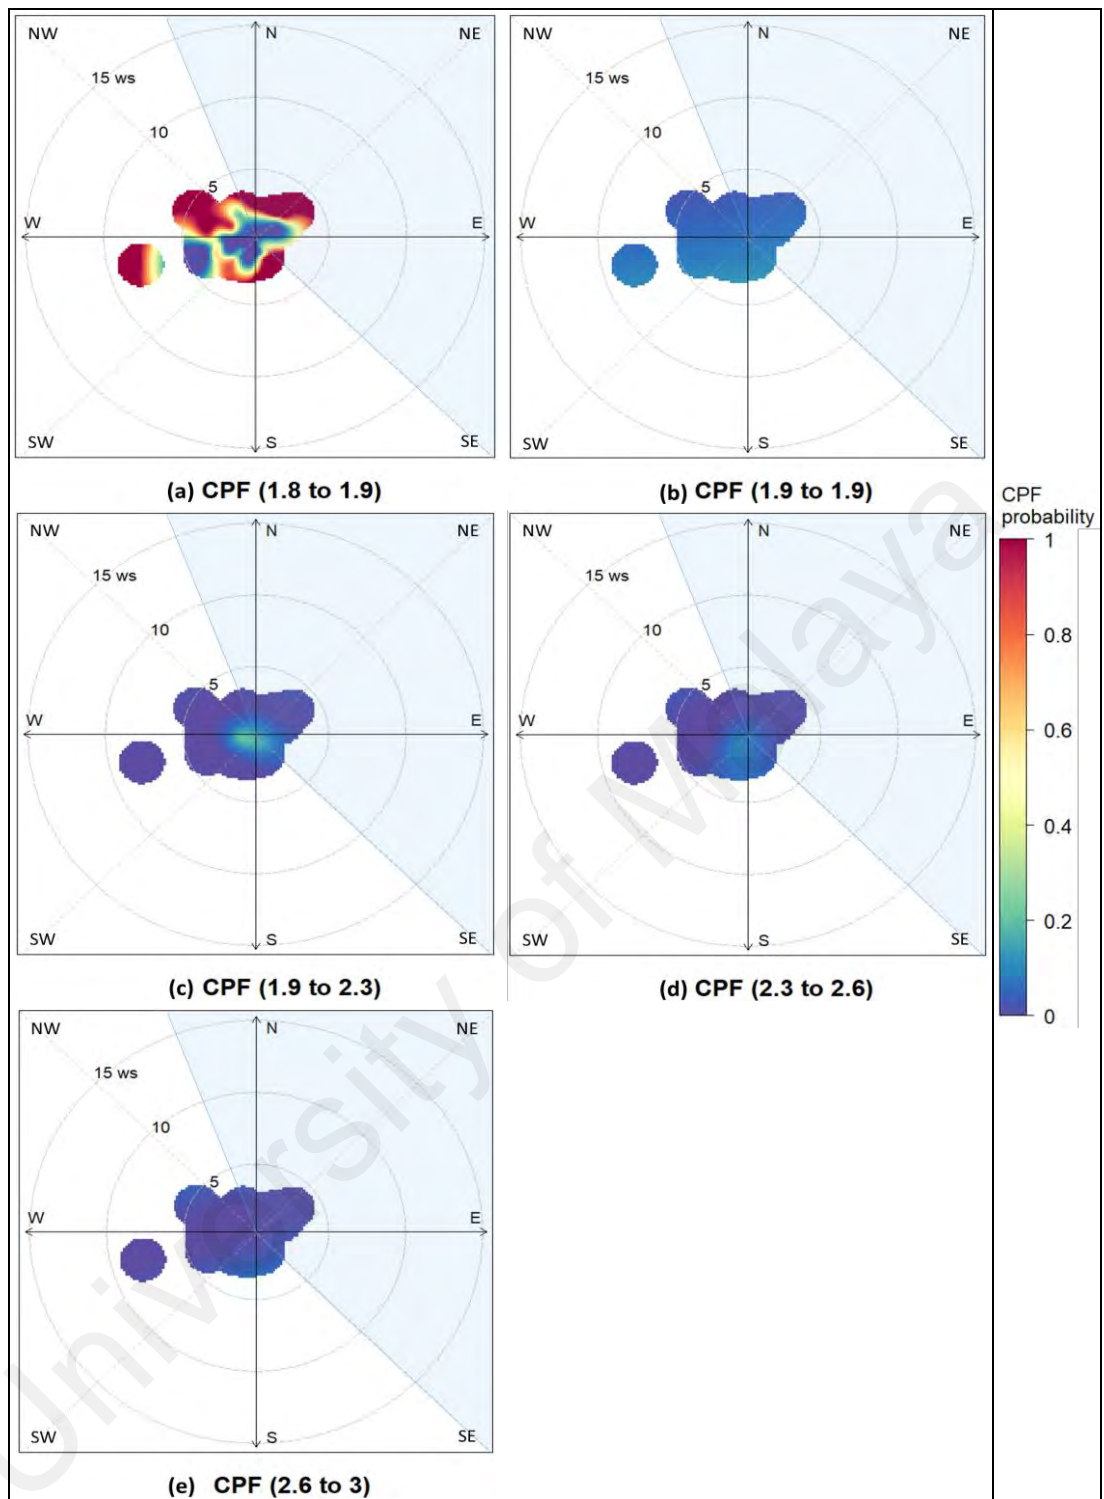 NW N NE NW N NE
15 ws 15 ws
10 10
5 5
W E W E
SW S SE SW S SE
(a) CPF (1.8 to 1.9) (b) CPF (1.9 to 1.9)
CPF
probability
1
0.8
0.6
0.4
0.2
0
NW N NE NW N NE
15 ws 15 ws
10 10
5 5
W E W E
SW S SE SW S SE
(c) CPF (1.9 to 2.3) (d) CPF (2.3 to 2.6)
NW N NE
15 ws
10
5
W E
SW S SE
(e) CPF (2.6 to 3)
University of Malaya